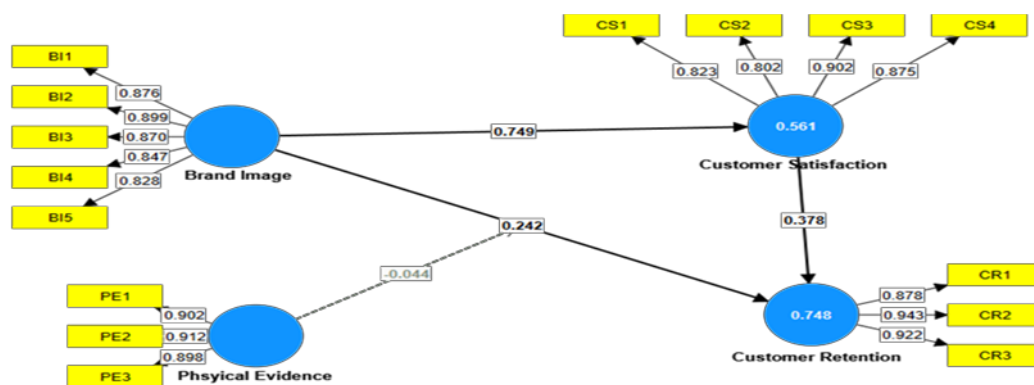 CS1
CS2
CS3
CS4
0.823
0.802
0.902
0.875
BI1
BI2
BI3
BI4
BI5
0.876
0.899
0.870
0.847
0.828
Brand Image
0.749
0.561
Customer Satisfaction
0.242
0.378
-0.044
PE1
PE2
PE3
0.902
0.912
0.898
Phsyical Evidence
0.748
Customer Retention
0.878
0.943
0.922
CR1
CR2
CR3